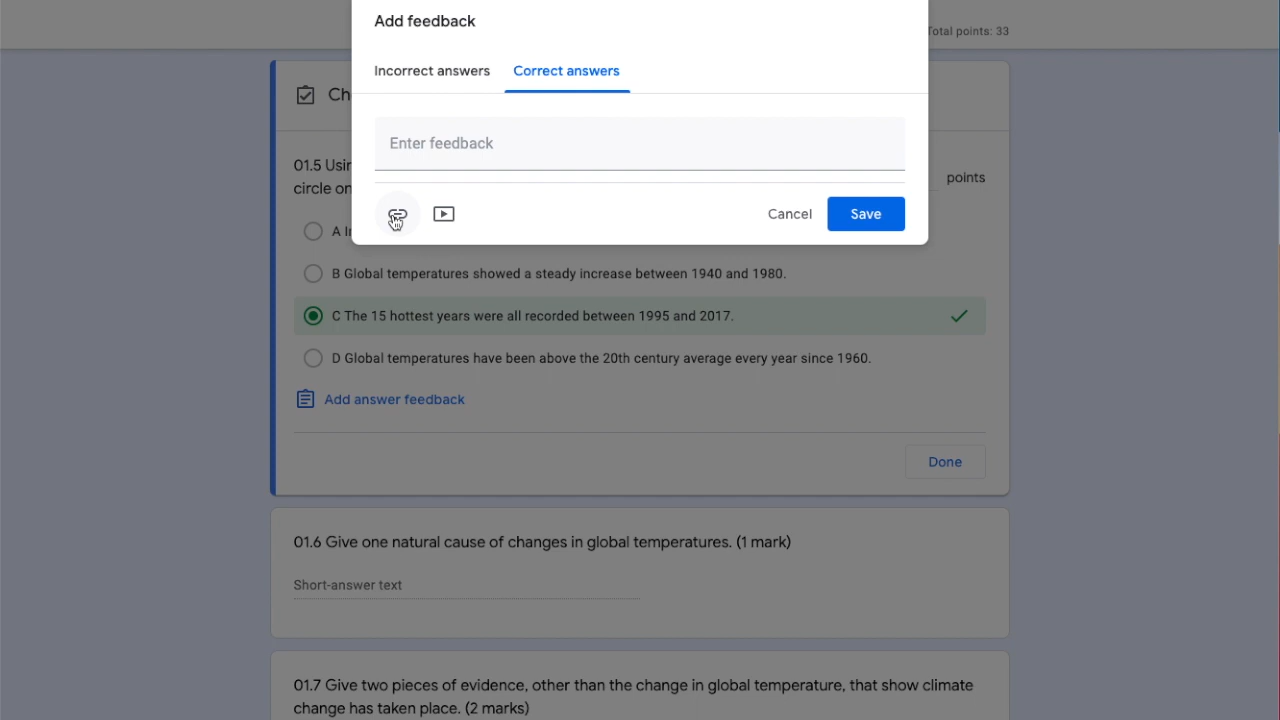 Add feedback
Total points: 33
Incorrect answers
Correct answers
Enter feedback
01.5
circle
points
Cancel
Save
A
B Global temperatures showed a steady increase between 1940 and 1980.
C The 15 hottest years were all recorded between 1995 and 2017.
D Global temperatures have been above the 20th century average every year since 1960.
Add answer feedback
Done
01.6 Give one natural cause of changes in global temperatures. (1 mark)
Short-answer text
01.7 Give two pieces of evidence, other than the change in global temperature, that show climate
change has taken place. (2 marks)